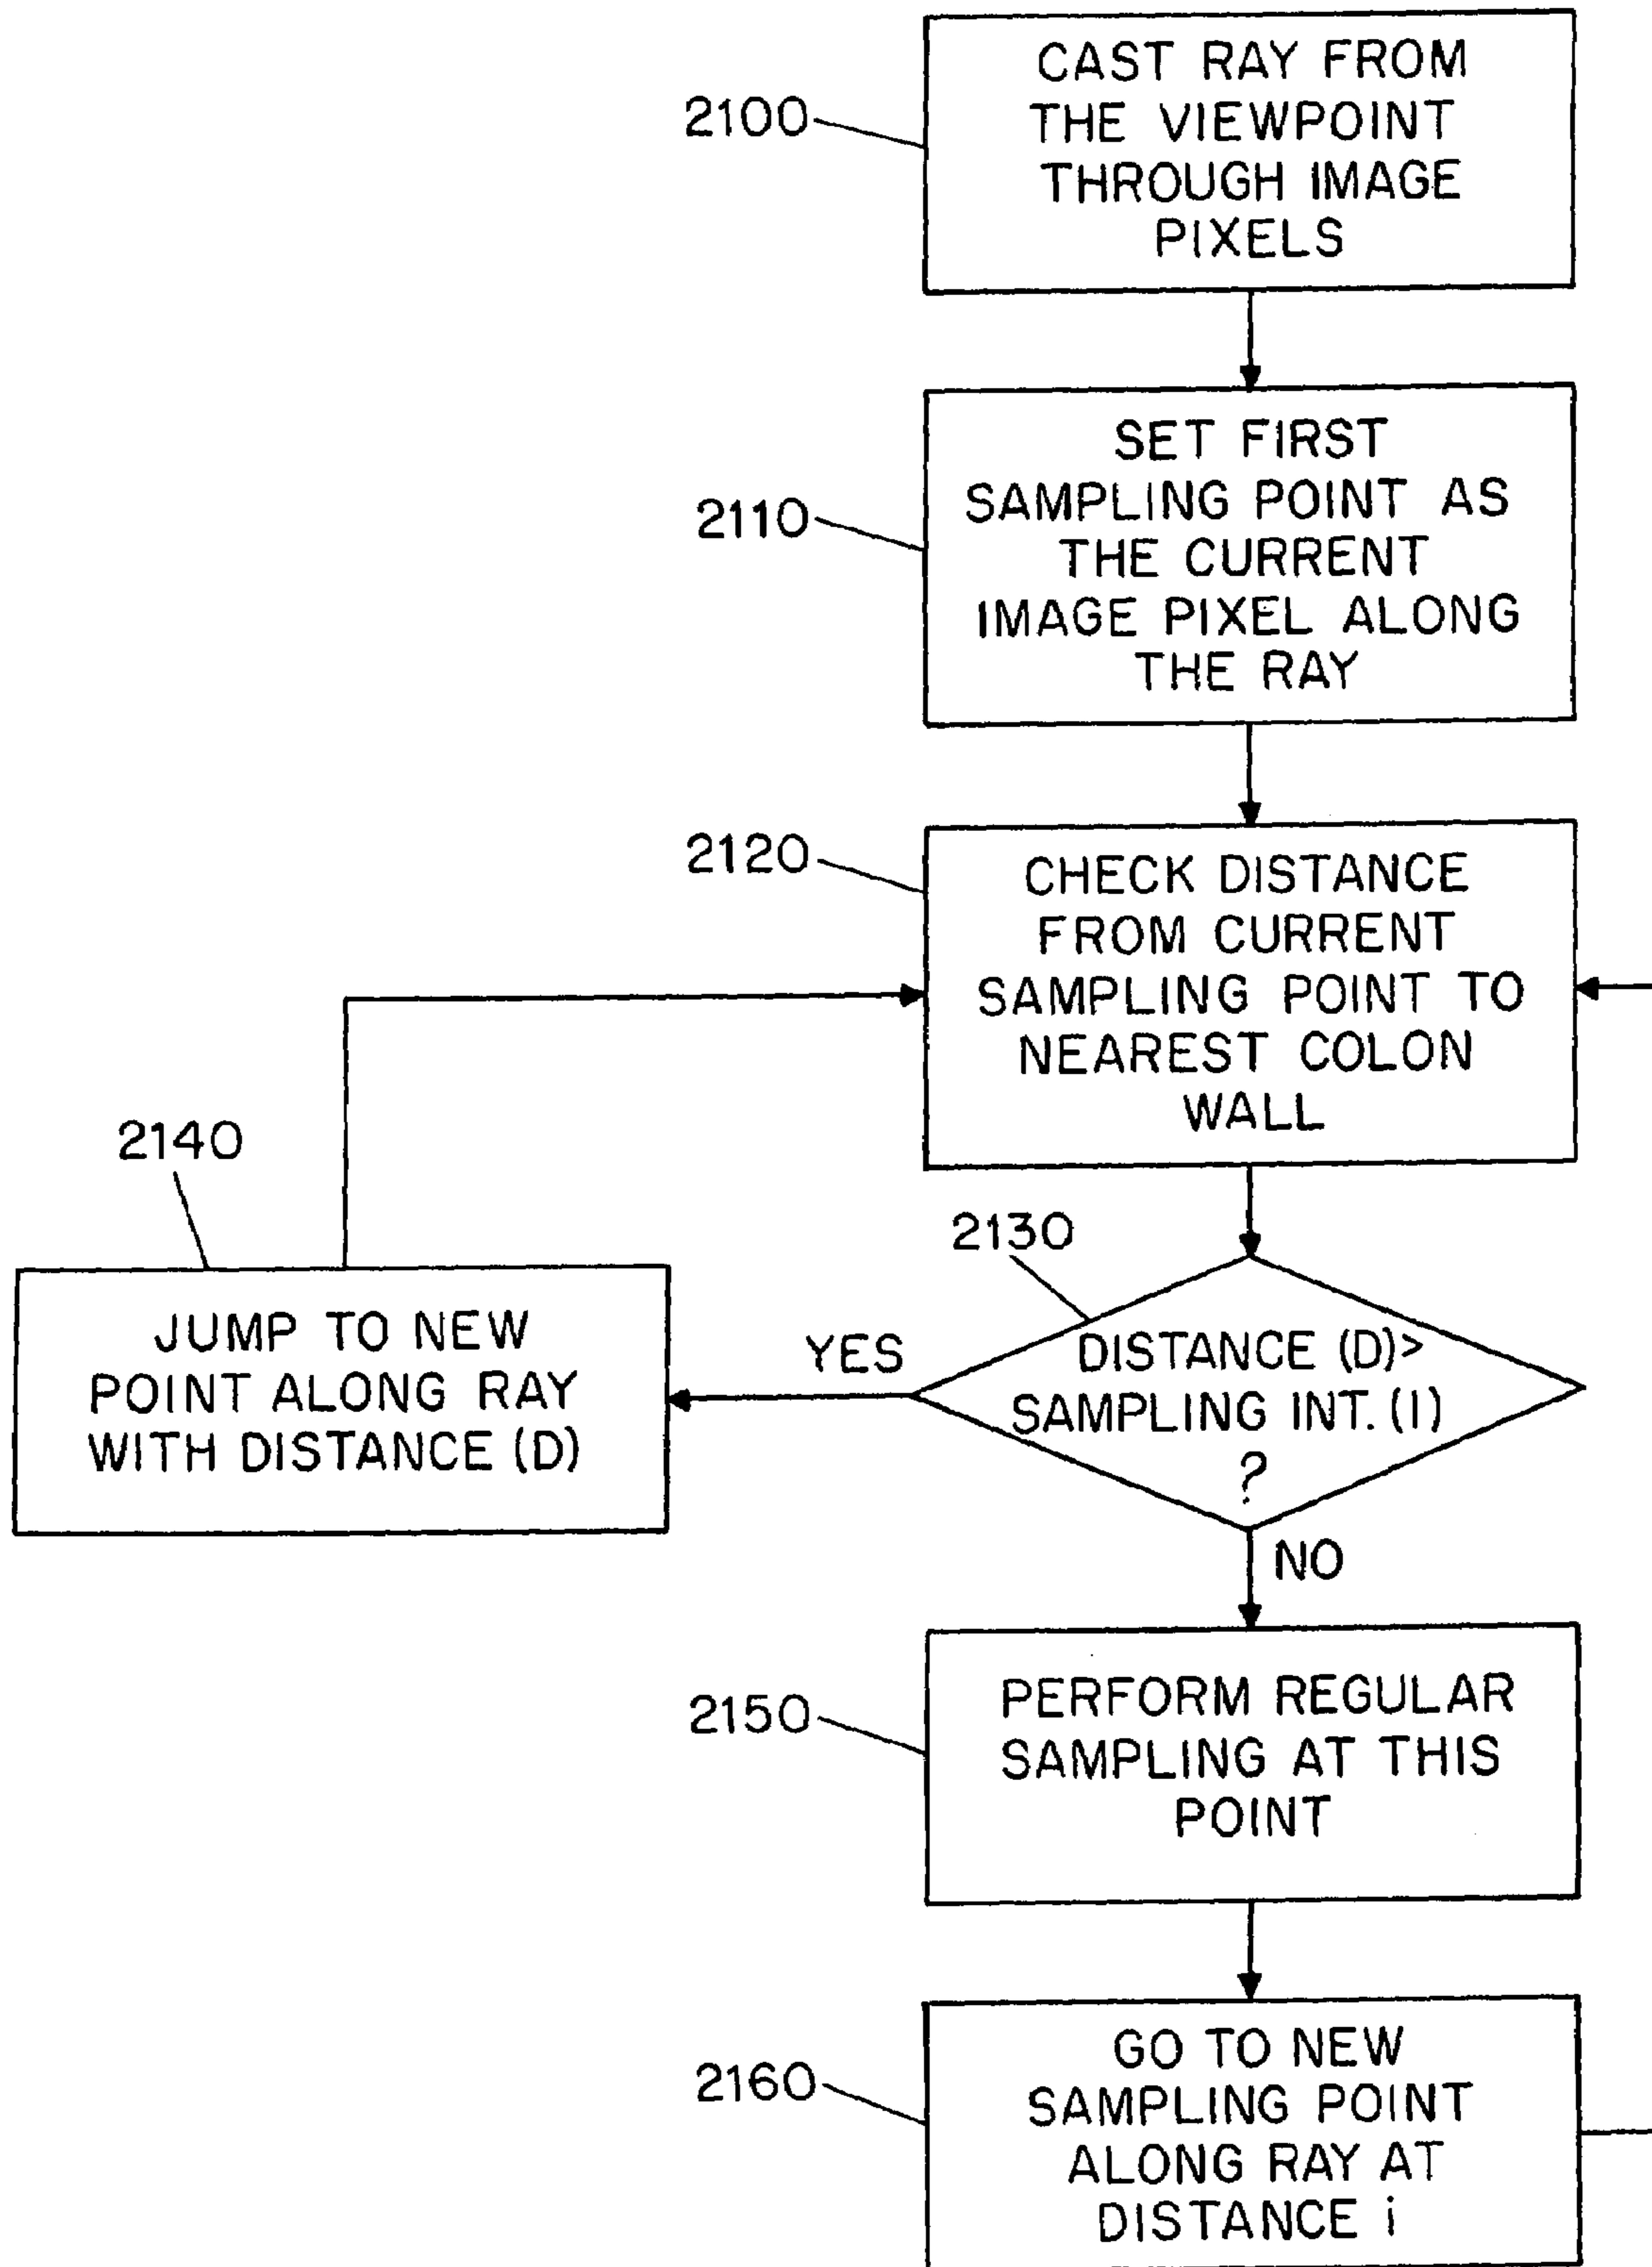 2100
CAST RAY FROM
THE VIEWPOINT
THROUGH IMAGE
PIXELS
2110
SET FIRST
SAMPLING POINT AS
THE CURRENT
IMAGE PIXEL ALONG
THE RAY
2120
CHECK DISTANCE
FROM CURRENT
SAMPLING POINT TO
NEAREST COLON
WALL
2130
DISTANCE (D)>
SAMPLING INT. (I)
?
YES
2140
JUMP TO NEW
POINT ALONG RAY
WITH DISTANCE (D)
NO
2150
PERFORM REGULAR
SAMPLING AT THIS
POINT
2160
GO TO NEW
SAMPLING POINT
ALONG RAY AT
DISTANCE i